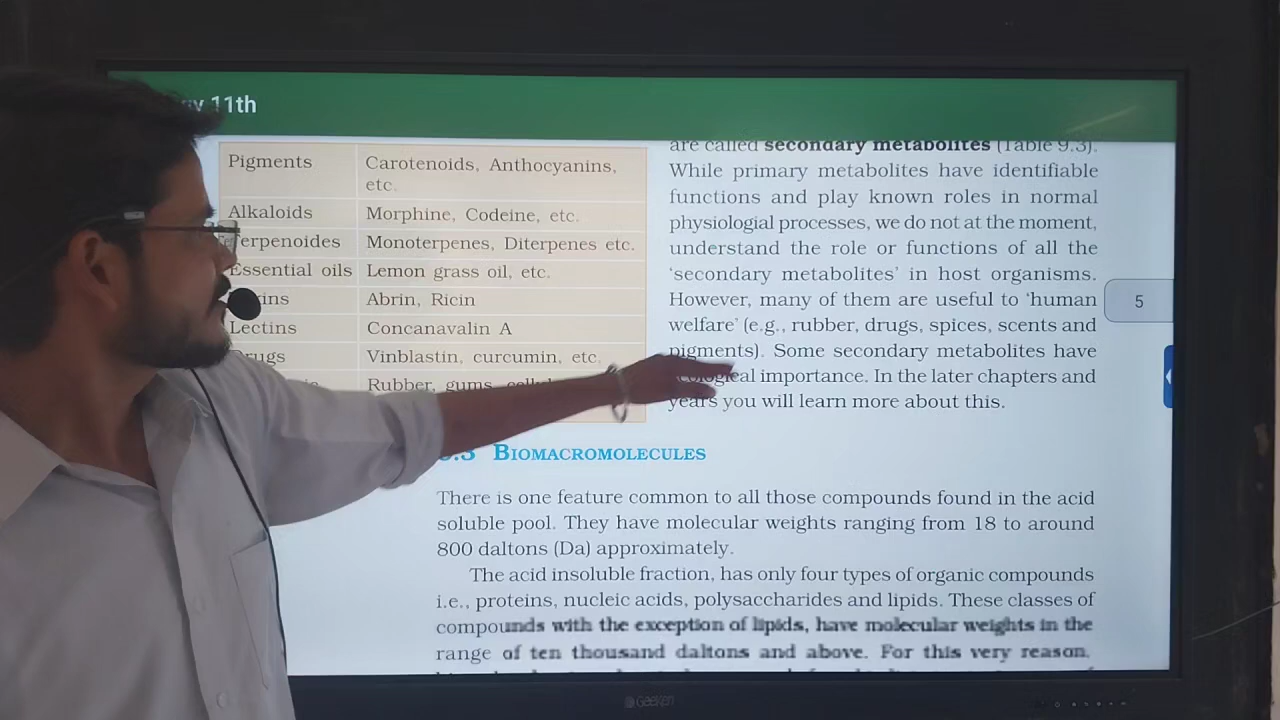 11th
Pigments
Carotenoids, Anthocyanins,
etc.
Alkaloids
Morphine, Codeine, etc.
Terpenoides
Monoterpenes, Diterpenes etc.
Essential oils
Lemon grass oil, etc.
Abrin, Ricin
Lectins
Concanavalin A
Vinblastin, curcumin, etc.
Rubber, gums,
are called secondary metabolites (Table 9.3).
While primary metabolites have identifiable
functions and play known roles in normal
physiologial processes, we do not at the moment,
understand the role or functions of all the
‘secondary metabolites’ in host organisms.
However, many of them are useful to ‘human
welfare’ (e.g., rubber, drugs, spices, scents and
pigments). Some secondary metabolites have
importance. In the later chapters and
years you will learn more about this.
5
BIOMACROMOLECULES
There is one feature common to all those compounds found in the acid
soluble pool. They have molecular weights ranging from 18 to around
800 daltons (Da) approximately.
The acid insoluble fraction, has only four types of organic compounds
i.e., proteins, nucleic acids, polysaccharides and lipids. These classes of
compounds with the exception of lipids, have molecular weights in the
range of ten thousand daltons and above. For this very reason,
Geeken